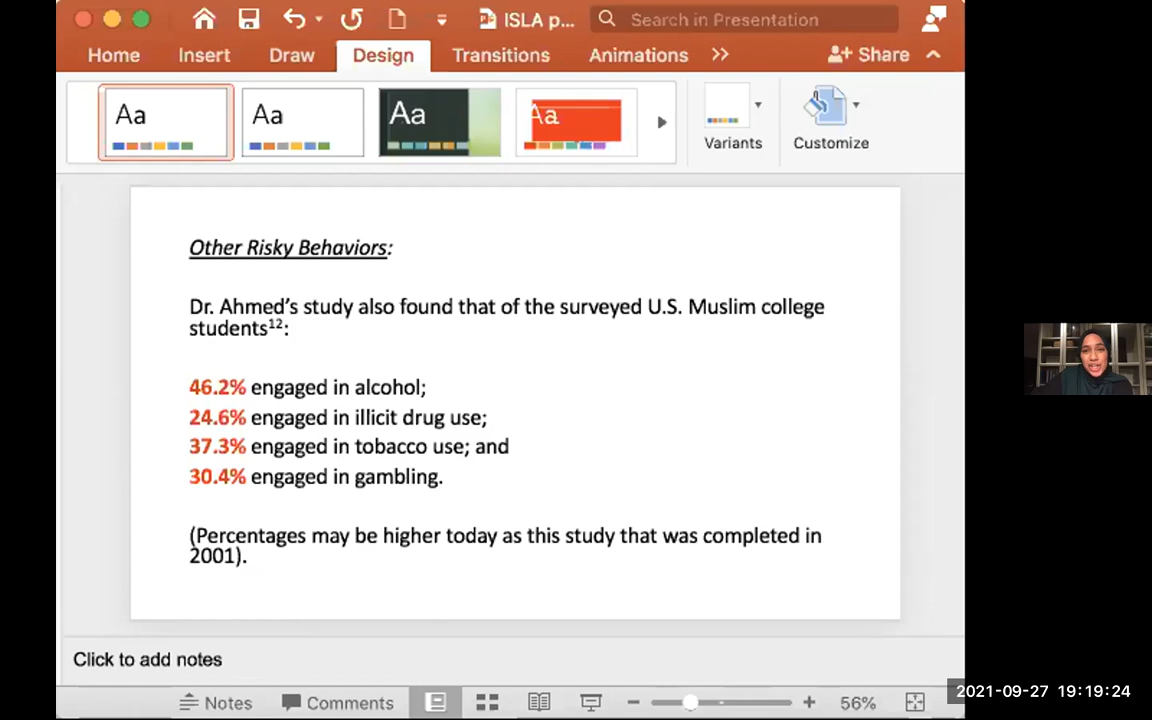 ISLA p...
Search in Presentation
Home
Insert
Draw
Design
Transitions
Animations
>>
Share
Aa
Aa
Aa
Aa
Variants
Customize
Other Risky Behaviors:
Dr. Ahmed's study also found that of the surveyed U.S. Muslim college
students12:
46.2% engaged in alcohol;
24.6% engaged in illicit drug use;
37.3% engaged in tobacco use; and
30.4% engaged in gambling.
(Percentages may be higher today as this study that was completed in
2001).
Click to add notes
Notes
Comments
56%
2021-09-27 19:19:24